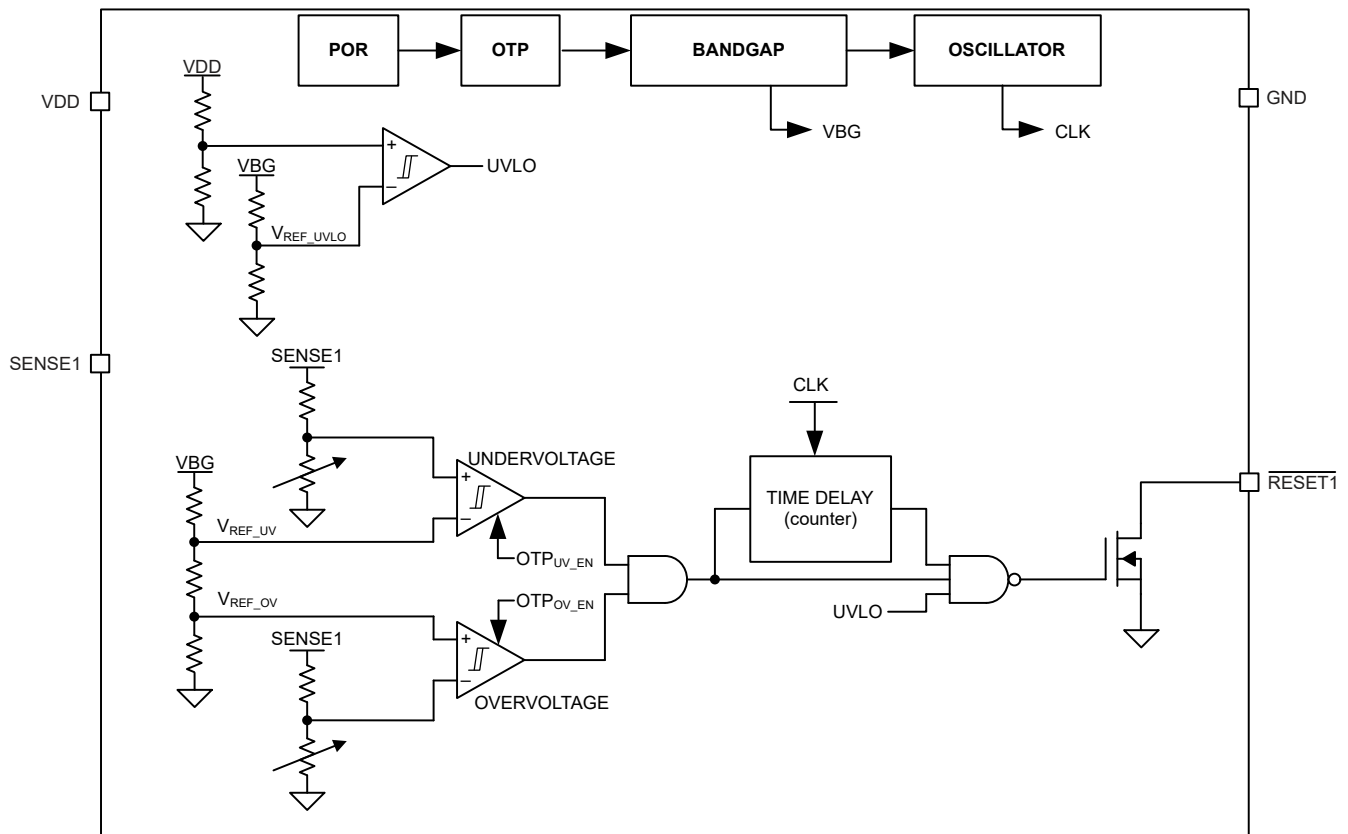 POR
OTP
BANDGAP
OSCILLATOR
VDD
VDD
GND
VBG
CLK
+
−
UVLO
VBG
VREF_UVLO
SENSE1
SENSE1
CLK
VBG
UNDERVOLTAGE
+
−
TIME DELAY
(counter)
RESET1
VREF_UV
OTPUV_EN
OTPOV_EN
VREF_OV
UVLO
SENSE1
+
−
OVERVOLTAGE